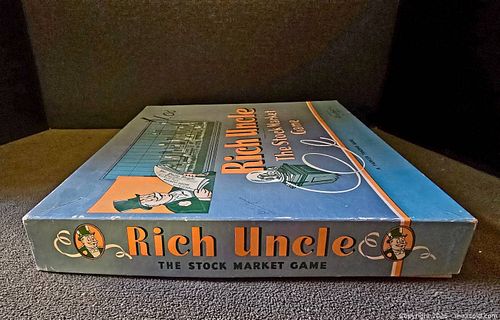 Rich Uncle
The Stock Market
Game
Rich Uncle
THE STOCK MARKET GAME